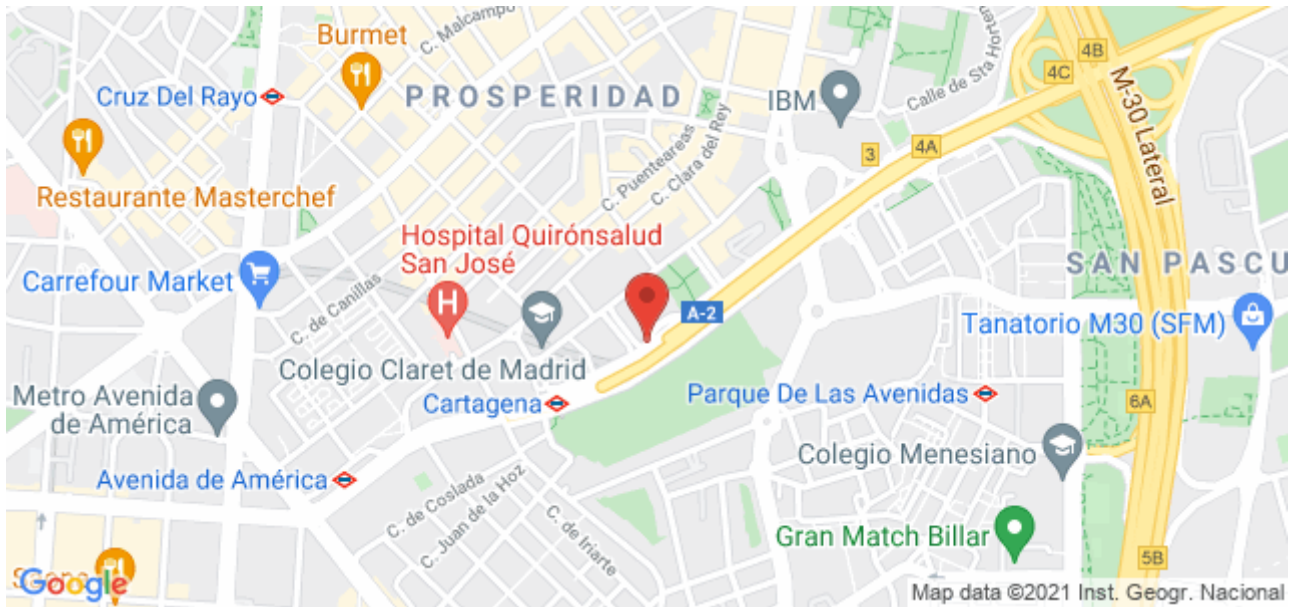 Burmet
C. Malcampo
Calle de Sta Horten
4B
4C
Cruz Del Rayo
PROSPERIDAD
IBM
M-30 Lateral
3
4A
Restaurante Masterchef
C. Puenteareas
C. Clara del Rey
Hospital Quirónsalud
San José
SAN PASCU
Carrefour Market
C. de Canillas
A-2
Tanatorio M30 (SFM)
Colegio Claret de Madrid
Metro Avenida
de América
Cartagena
Parque De Las Avenidas
6A
Colegio Menesiano
Avenida de América
C. de Coslada
C. Juan de la Hoz
C. de Iriarte
Gran Match Billar
5B
Google
Map data ©2021 Inst. Geogr. Nacional